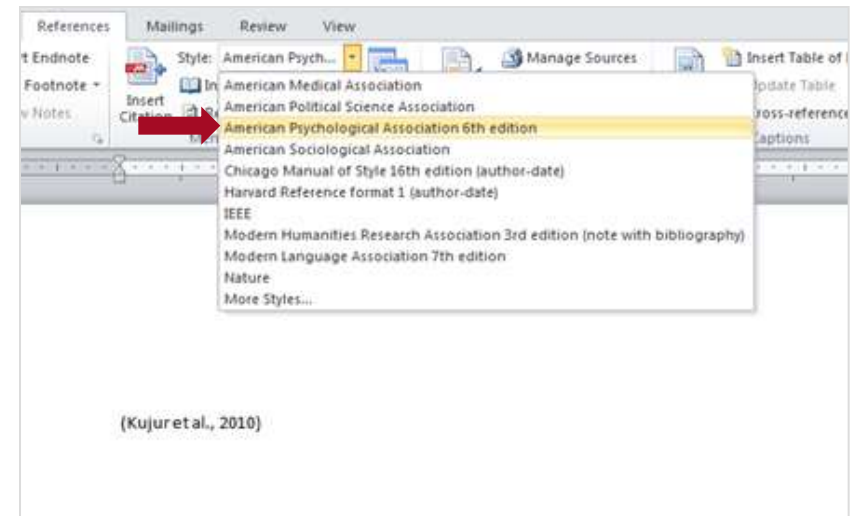 References Mailings Review View
t Endnote Style: American Psych... Manage Sources Insert Table of
Footnote In American Medical Association Update Table
Insert American Political Science Association
v Notes Citation American Psychological Association 6th edition ross-reference
American Sociological Association aptions
Chicago Manual of Style 16th edition (author-date)
Harvard Reference format 1 (author-date)
IEEE
Modern Humanities Research Association 3rd edition (note with bibliography)
Modern Language Association 7th edition
Nature
More Styles...
(Kujur et al., 2010)